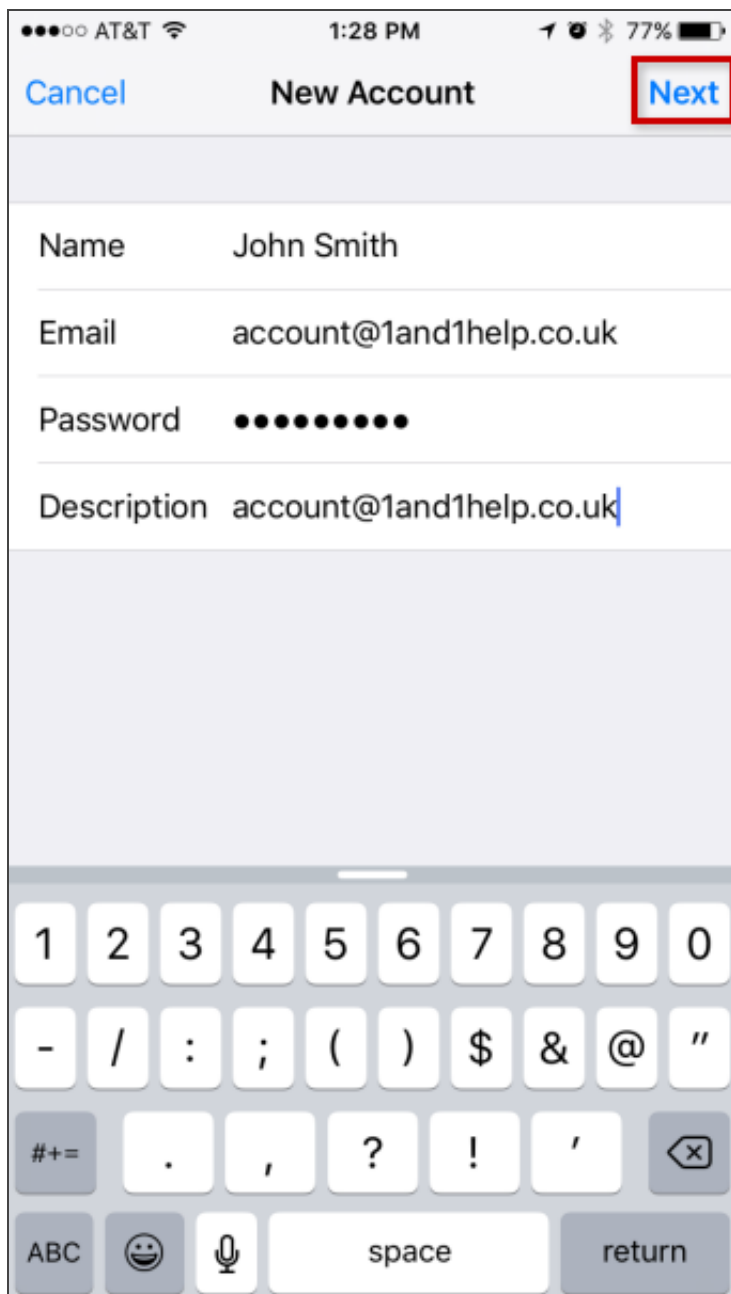 AT&T 1:28 PM 77%
Cancel New Account Next
Name John Smith
Email account@1and1help.co.uk
Password •••••••••
Description account@1and1help.co.uk
1 2 3 4 5 6 7 8 9 0
- / : ; ( ) $ & @ "
#+= . , ? ! '
ABC space return